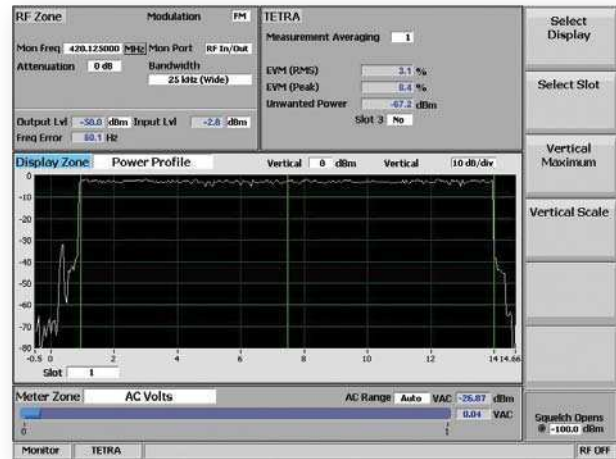 RF Zone
Modulation FM
Mon Freq 420.125000 MHz Mon Port RF In/Out
Attenuation 0 dB Bandwidth
25 kHz (Wide)
Output Lvl -50.0 dBm Input Lvl -2.8 dBm
Freq Error 80.1 Hz
TETRA
Measurement Averaging 1
EVM (RMS) 3.1 %
EVM (Peak) 8.4 %
Unwanted Power -67.2 dBm
Slot 3 No
Select Display
Select Slot
Vertical Maximum
Vertical Scale
Display Zone Power Profile Vertical 0 dBm Vertical 10 dB/div
0
-10
-20
-30
-40
-50
-60
-70
-80
-0.5 0 2 4 6 8 10 12 14 14.66
Slot 1
Meter Zone AC Volts AC Range Auto VAC -26.87 dBm
0.04 VAC
0 1
Squelch Opens
@ -100.0 dBm
Monitor TETRA RF OFF